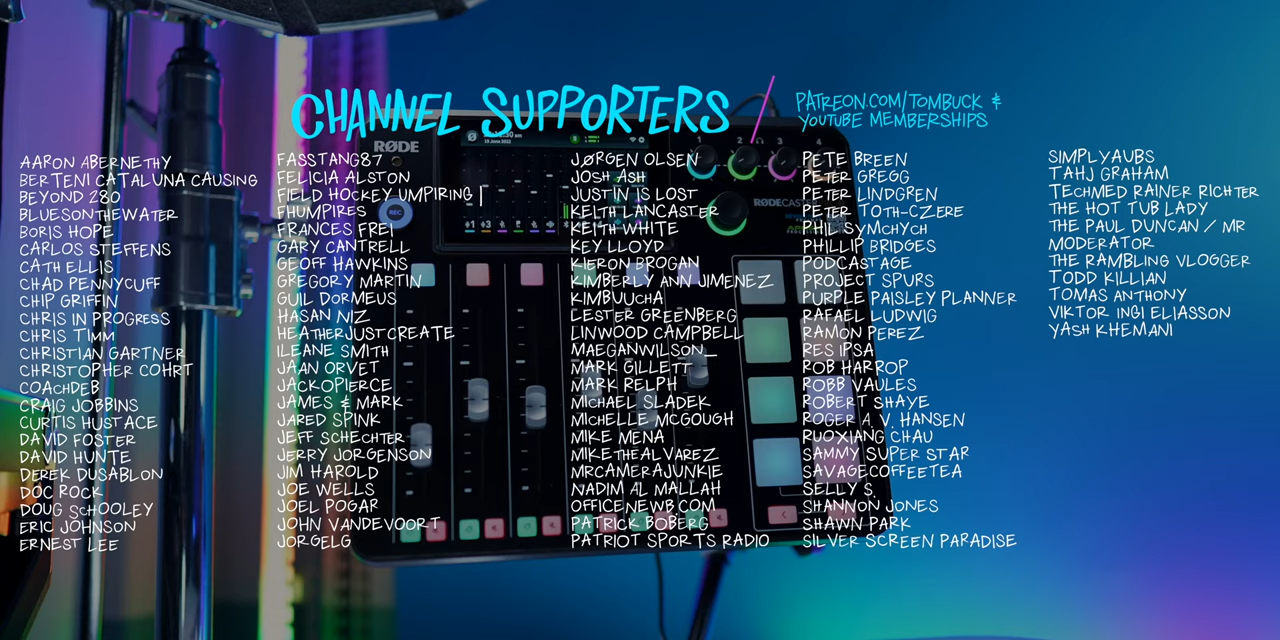 CHANNEL SUPPORTERS
PATREON.COM/TOMBUCK &
YOUTUBE MEMBERSHIPS
AARON ABERNETHY
BERTENI CATALUNA CAUSING
BEYOND 280
BLUESONTHEWATER
BORIS HOPE
CARLOS STEFFENS
CATH ELLIS
CHAD PENNYCUFF
CHIP GRIFFIN
CHRIS IN PROGRESS
CHRIS TIMM
CHRISTIAN GARTNER
CHRISTOPHER COHRT
COACHDEB
CRAIG JOBBINS
CURTIS HUSTACE
DAVID FOSTER
DAVID HUNTE
DEREK DUSABLON
DOC ROCK
DOUG SCHOOLEY
ERIC JOHNSON
ERNEST LEE
FASSTANG87
FELICIA ALSTON
FIELD HOCKEY UMPIRING |
FHUMPIRES
FRANCES FREI
GARY CANTRELL
GEOFF HAWKINS
GREGORY MARTIN
GUIL DORMEUS
HASAN NIZ
HEATHERJUSTCREATE
ILEANE SMITH
JAAN ORVET
JACKOPIERCE
JAMES & MARK
JARED SPINK
JEFF SCHECHTER
JERRY JORGENSON
JIM HAROLD
JOE WELLS
JOEL POGAR
JOHN VANDEVOORT
JORGELG
JØRGEN OLSEN
JOSH ASH
JUSTIN IS LOST
KEITH LANCASTER
KEITH WHITE
KEY LLOYD
KIERON BROGAN
KIMBERLY ANN JIMENEZ
KIMBUUCHA
LESTER GREENBERG
LINWOOD CAMPBELL
MAEGANWILSON_
MARK GILLETT
MARK RELPH
MICHAEL SLADEK
MICHELLE MCGOUGH
MIKE MENA
MIKETHEALVAREZ
MRCAMERAJUNKIE
NADIM AL MALLAH
OFFICENEWB.COM
PATRICK BOBERG
PATRIOT SPORTS RADIO
PETE BREEN
PETER GREGG
PETER LINDGREN
PETER TOTH-CZERE
PHIL SYMCHYCH
PHILLIP BRIDGES
PODCASTAGE
PROJECT SPURS
PURPLE PAISLEY PLANNER
RAFAEL LUDWIG
RAMON PEREZ
RES IPSA
ROB HARROP
ROBB VAULES
ROBERT SHAYE
ROGER A. V. HANSEN
RUOXIANG CHAU
SAMMY SUPER STAR
SAVAGECOFFEETEA
SELLY S.
SHANNON JONES
SHAWN PARK
SILVER SCREEN PARADISE
SIMPLYAUBS
TAHJ GRAHAM
TECHMED RAINER RICHTER
THE HOT TUB LADY
THE PAUL DUNCAN / MR
MODERATOR
THE RAMBLING VLOGGER
TODD KILLIAN
TOMAS ANTHONY
VIKTOR INGI ELIASSON
YASH KHEMANI
RØDE
REC